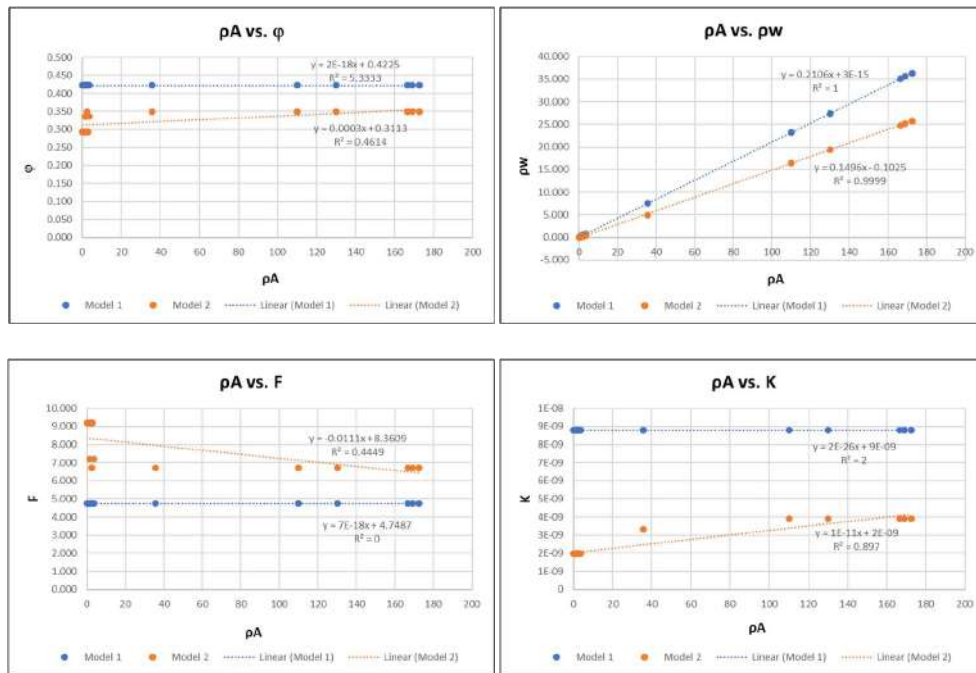 ρA vs. φ
0.500
0.450
0.400
0.350
0.300
0.250
0.200
0.150
0.100
0.050
0.000
φ
y = 2E-18x + 0.4225
R² = 5.3333
y = 0.0003x + 0.3113
R² = 0.4614
0 20 40 60 80 100 120 140 160 180 200
ρA
Model 1 Model 2 Linear (Model 1) Linear (Model 2)
ρA vs. ρw
40.000
35.000
30.000
25.000
20.000
15.000
10.000
5.000
0.000
-5.000
ρw
y = 0.2106x + 3E-15
R² = 1
y = 0.1496x - 0.1025
R² = 0.9999
0 20 40 60 80 100 120 140 160 180 200
ρA
Model 1 Model 2 Linear (Model 1) Linear (Model 2)
ρA vs. F
10.000
9.000
8.000
7.000
6.000
5.000
4.000
3.000
2.000
1.000
0.000
F
y = -0.0111x + 8.3609
R² = 0.4449
y = 7E-18x + 4.7487
R² = 0
0 20 40 60 80 100 120 140 160 180 200
ρA
Model 1 Model 2 Linear (Model 1) Linear (Model 2)
ρA vs. K
1E-08
9E-09
8E-09
7E-09
6E-09
5E-09
4E-09
3E-09
2E-09
1E-09
0
K
y = 2E-26x + 9E-09
R² = 2
y = 1E-11x + 2E-09
R² = 0.897
0 20 40 60 80 100 120 140 160 180 200
ρA
Model 1 Model 2 Linear (Model 1) Linear (Model 2)